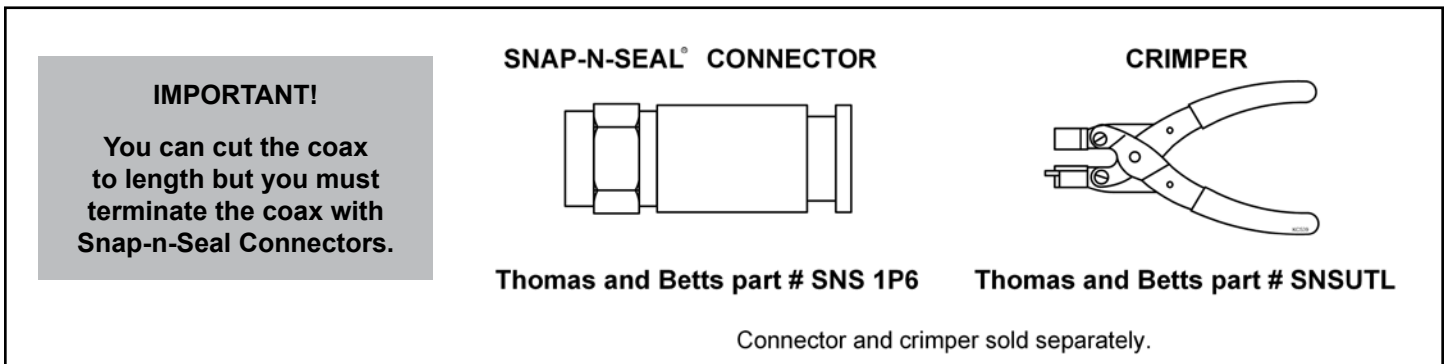 IMPORTANT!
You can cut the coax
to length but you must
terminate the coax with
Snap-n-Seal Connectors.
SNAP-N-SEAL® CONNECTOR
Thomas and Betts part # SNS 1P6
CRIMPER
Thomas and Betts part # SNSUTL
Connector and crimper sold separately.